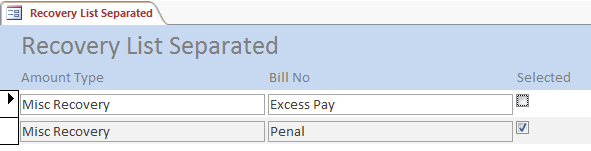 Recovery List Separated
Recovery List Separated
Amount Type Bill No Selected
Misc Recovery Excess Pay
Misc Recovery Penal